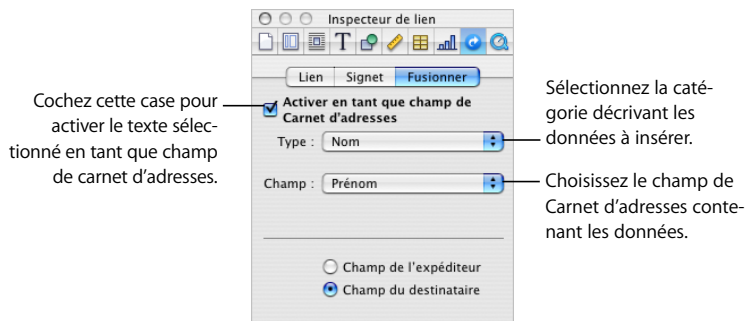 Inspecteur de lien
T
Lien Signet Fusionner
Cochez cette case pour
activer le texte sélec-
tionné en tant que champ
de carnet d’adresses.
Activer en tant que champ de
Carnet d’adresses
Type : Nom
Champ : Prénom
Champ de l’expéditeur
Champ du destinataire
Sélectionnez la caté-
gorie décrivant les
données à insérer.
Choisissez le champ de
Carnet d’adresses conte-
nant les données.